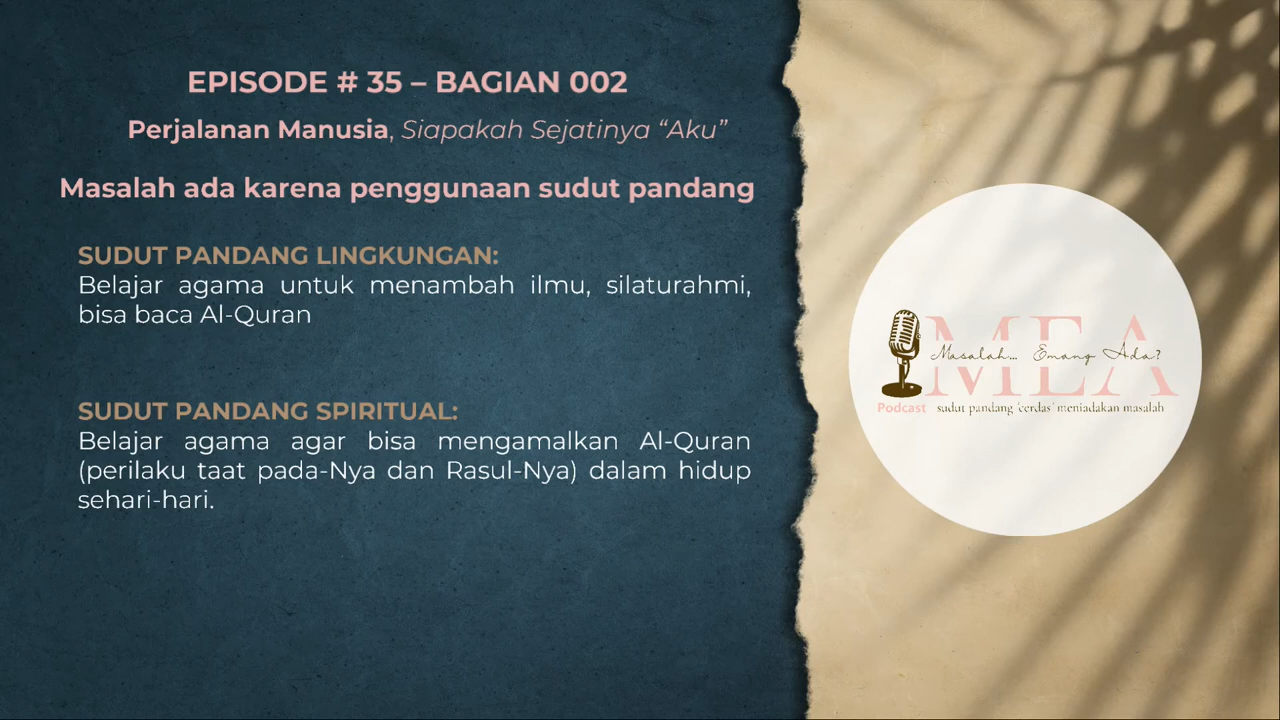 EPISODE # 35 – BAGIAN 002
Perjalanan Manusia, Siapakah Sejatinya “Aku”
Masalah ada karena penggunaan sudut pandang
SUDUT PANDANG LINGKUNGAN:
Belajar agama untuk menambah ilmu, silaturahmi,
bisa baca Al-Quran
SUDUT PANDANG SPIRITUAL:
Belajar agama agar bisa mengamalkan Al-Quran
(perilaku taat pada-Nya dan Rasul-Nya) dalam hidup
sehari-hari.
MEA
Masalah... Emang Ada?
Podcast sudut pandang 'cerdas' meniadakan masalah